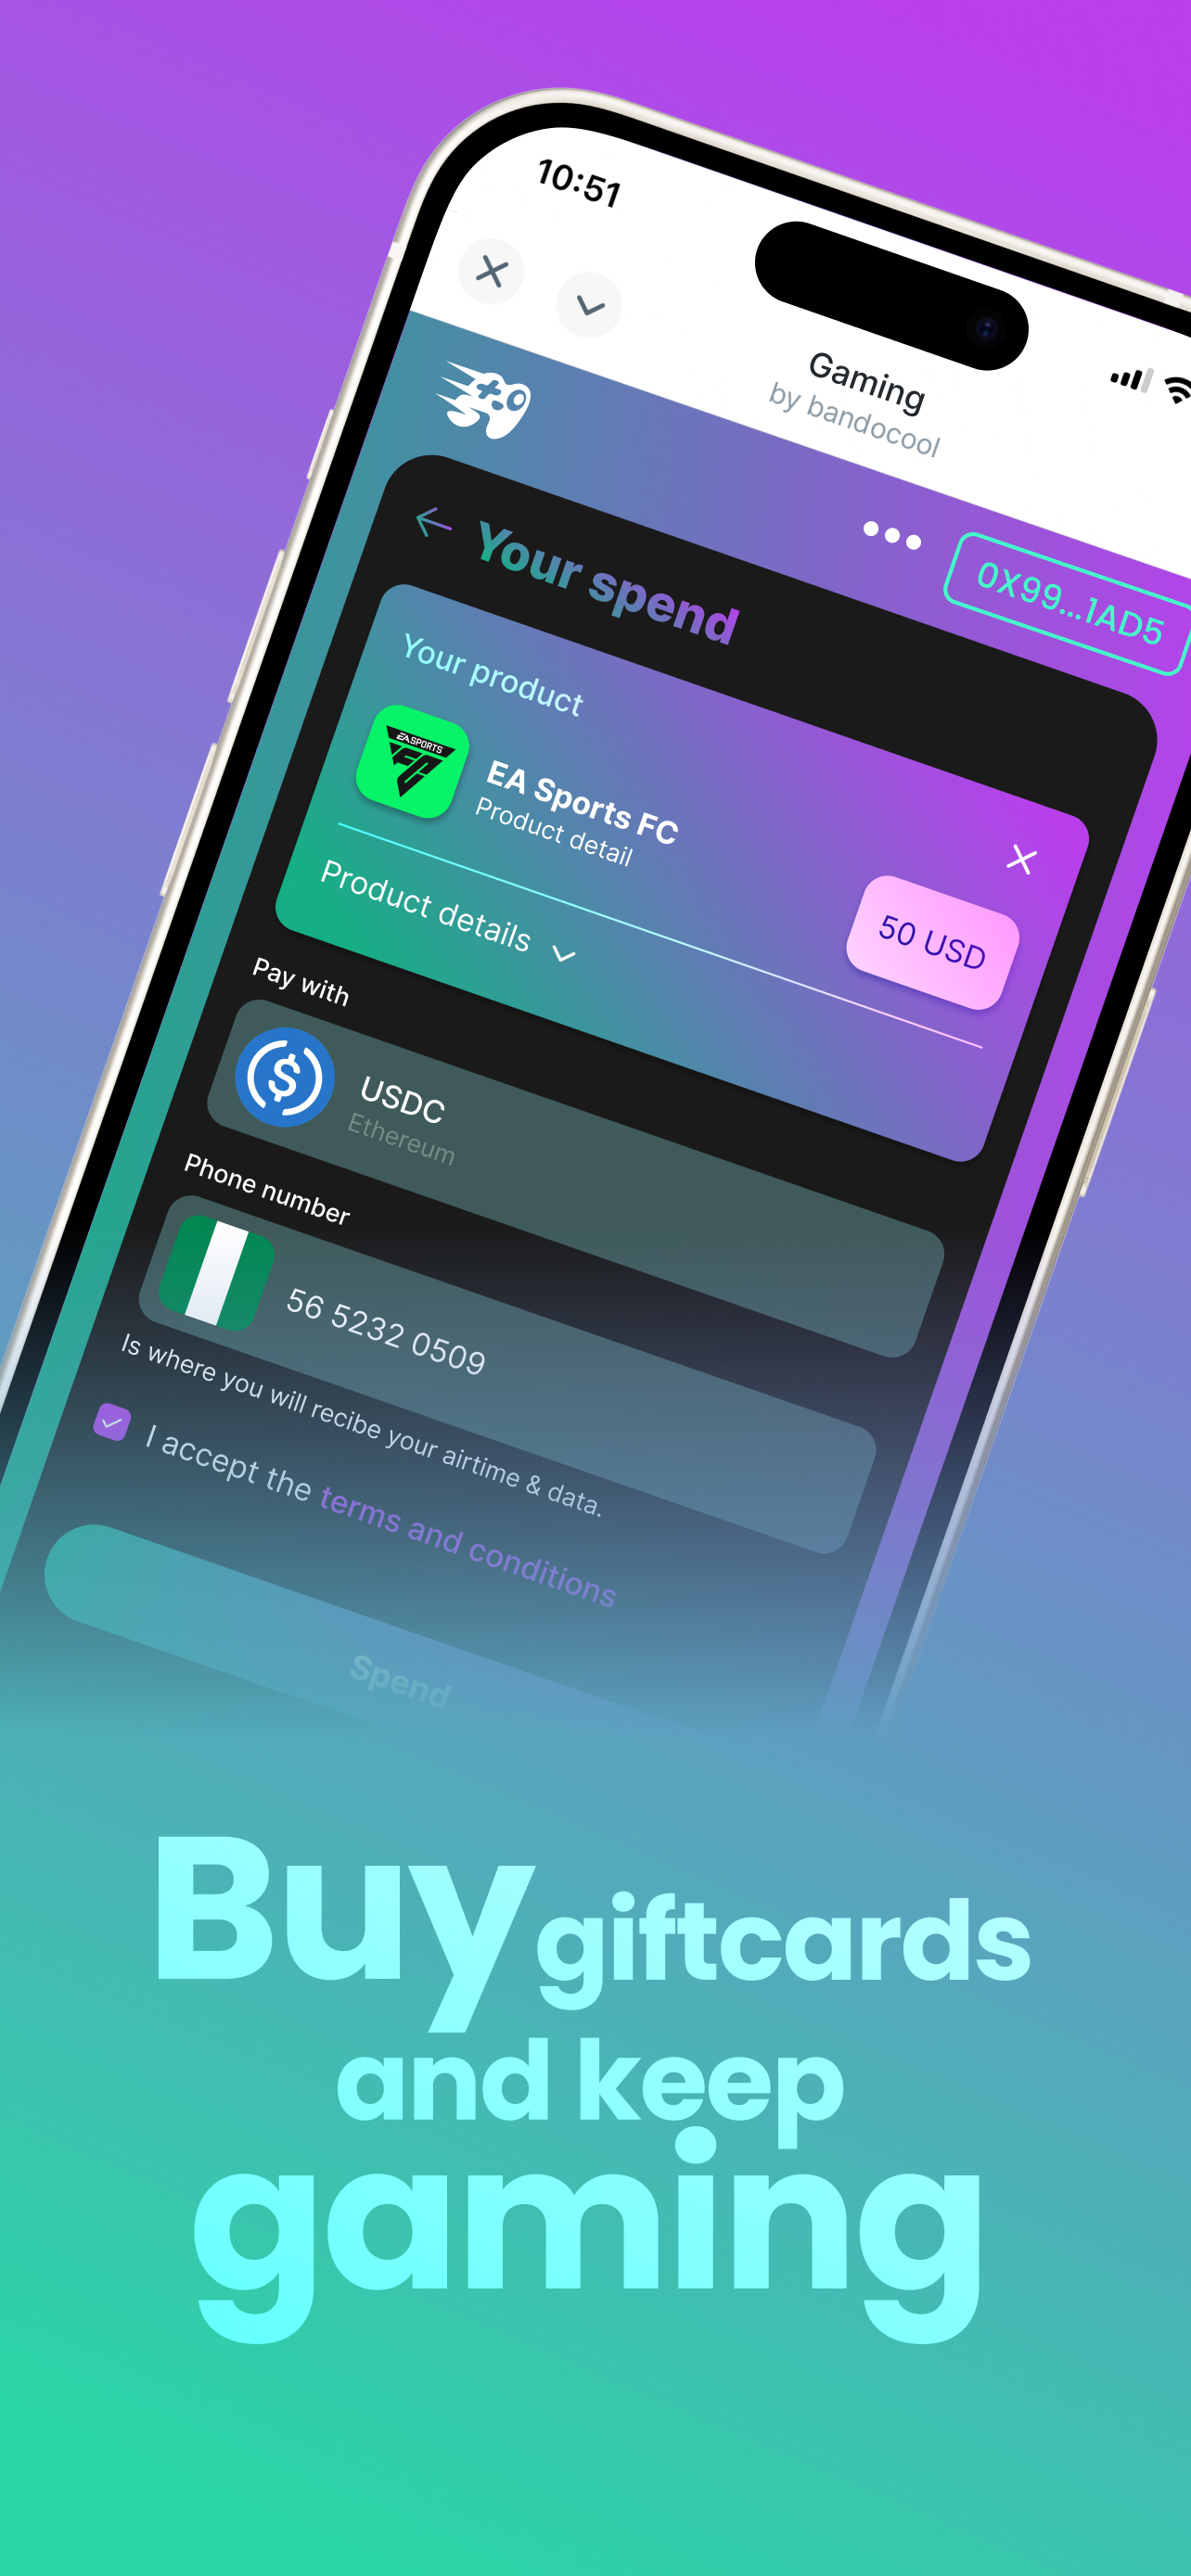 10:51
Gaming
by bandocool
0X99...1AD5
Your spend
Your product
EA SPORTS
FC
EA Sports FC
Product detail
50 USD
Product details
Pay with
USDC
Ethereum
Phone number
56 5232 0509
Is where you will recibe your airtime & data.
I accept the terms and conditions
Spend
Buy giftcards
and keep
gaming